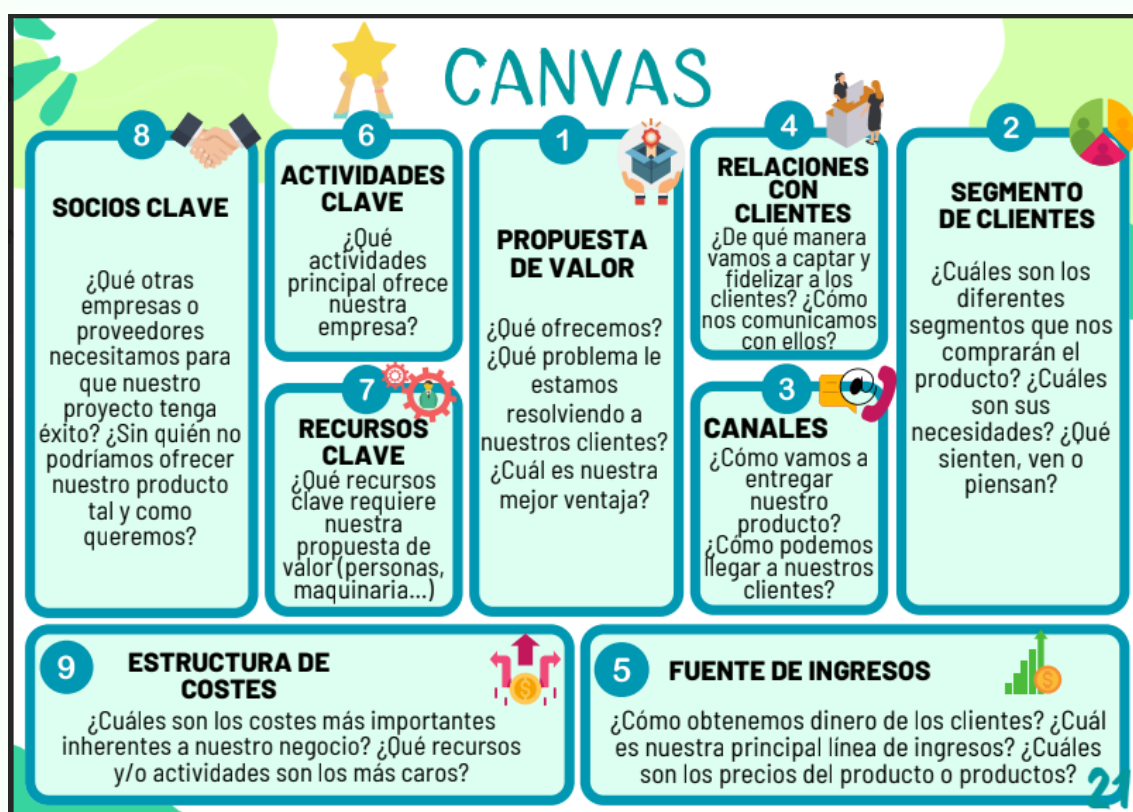 CANVAS
8
SOCIOS CLAVE
¿Qué otras
empresas o
proveedores
necesitamos para
que nuestro
proyecto tenga
éxito? ¿Sin quién no
podríamos ofrecer
nuestro producto
tal y como
queremos?
6
ACTIVIDADES
CLAVE
¿Qué
actividades
principal ofrece
nuestra
empresa?
7
RECURSOS
CLAVE
¿Qué recursos
clave requiere
nuestra
propuesta de
valor (personas,
maquinaria...)
1
PROPUESTA
DE VALOR
¿Qué ofrecemos?
¿Qué problema le
estamos
resolviendo a
nuestros clientes?
¿Cuál es nuestra
mejor ventaja?
4
RELACIONES
CON
CLIENTES
¿De qué manera
vamos a captar y
fidelizar a los
clientes? ¿Cómo
nos comunicamos
con ellos?
3
CANALES
¿Cómo vamos a
entregar
nuestro
producto?
¿Cómo podemos
llegar a nuestros
clientes?
2
SEGMENTO
DE CLIENTES
¿Cuáles son los
diferentes
segmentos que nos
comprarán el
producto? ¿Cuáles
son sus
necesidades? ¿Qué
sienten, ven o
piensan?
9
ESTRUCTURA DE
COSTES
¿Cuáles son los costes más importantes
inherentes a nuestro negocio? ¿Qué recursos
y/o actividades son los más caros?
5
FUENTE DE INGRESOS
¿Cómo obtenemos dinero de los clientes? ¿Cuál
es nuestra principal línea de ingresos? ¿Cuáles
son los precios del producto o productos?
21